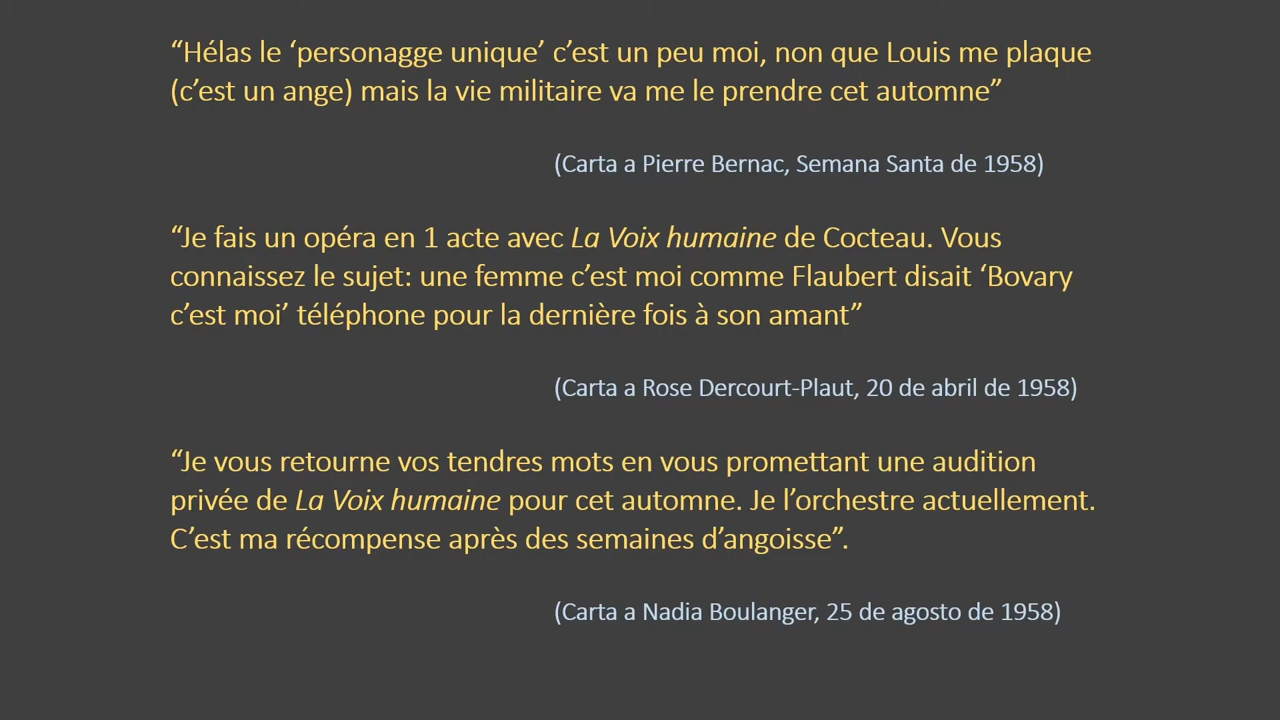 “Hélas le ‘personagge unique’ c’est un peu moi, non que Louis me plaque
(c’est un ange) mais la vie militaire va me le prendre cet automne”
(Carta a Pierre Bernac, Semana Santa de 1958)
“Je fais un opéra en 1 acte avec La Voix humaine de Cocteau. Vous
connaissez le sujet: une femme c’est moi comme Flaubert disait ‘Bovary
c’est moi’ téléphone pour la dernière fois à son amant”
(Carta a Rose Dercourt-Plaut, 20 de abril de 1958)
“Je vous retourne vos tendres mots en vous promettant une audition
privée de La Voix humaine pour cet automne. Je l’orchestre actuellement.
C’est ma récompense après des semaines d’angoisse”.
(Carta a Nadia Boulanger, 25 de agosto de 1958)